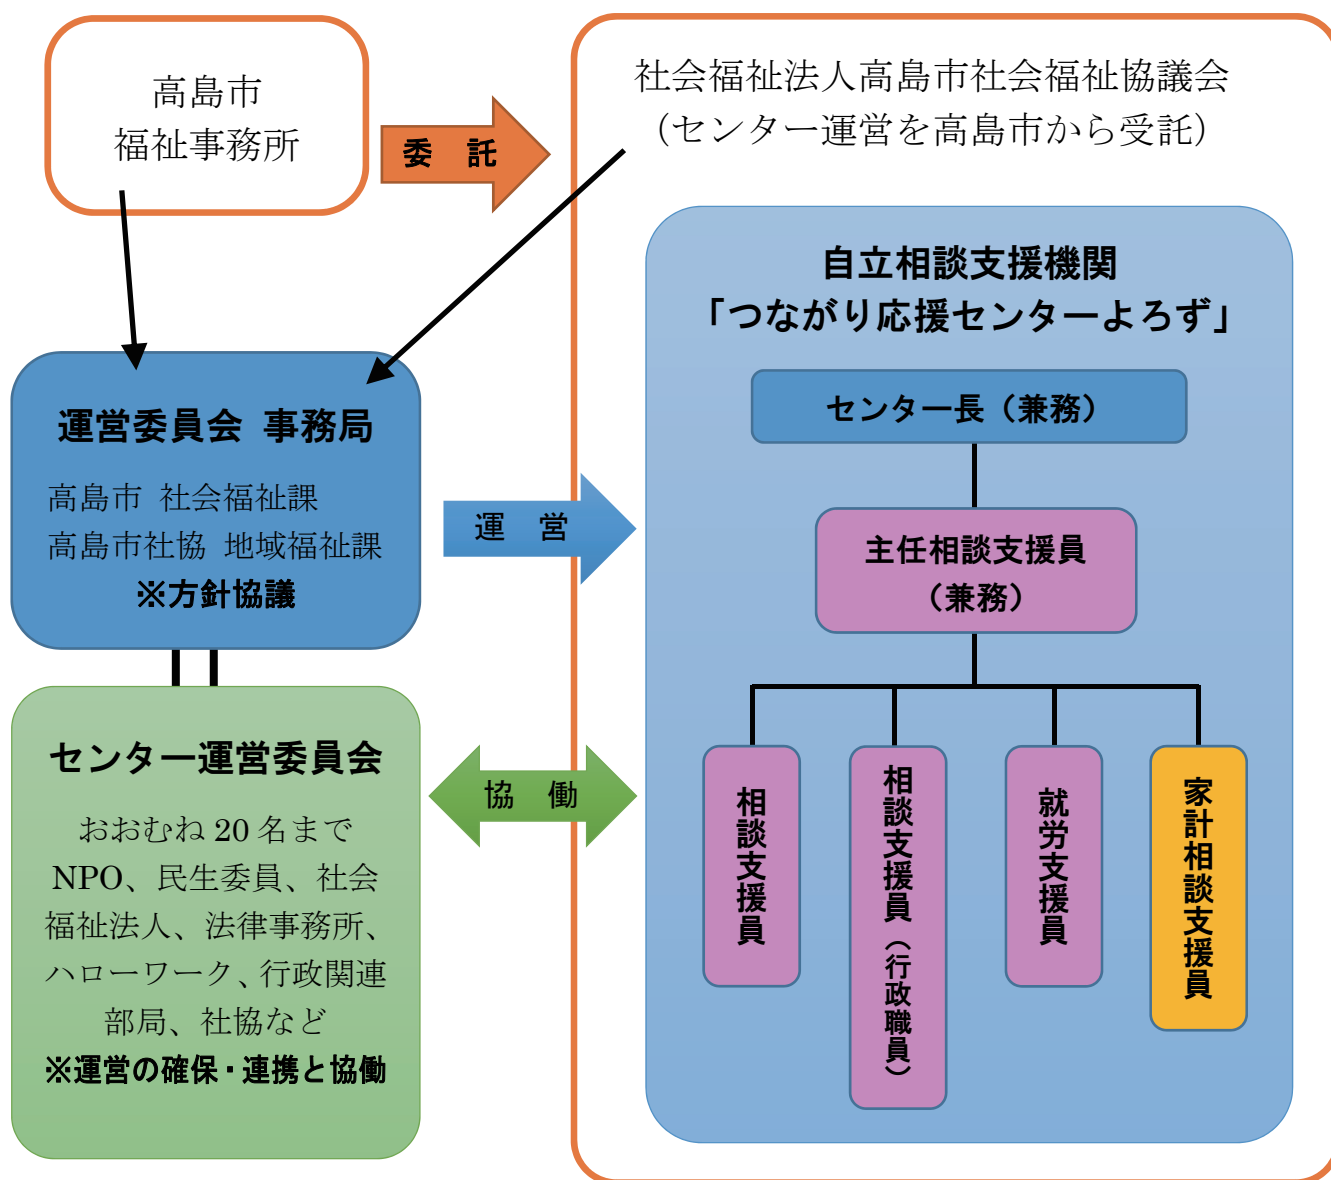 高島市
福祉事務所
委　託
社会福祉法人高島市社会福祉協議会
（センター運営を高島市から受託）
運営委員会 事務局
高島市 社会福祉課
高島市社協 地域福祉課
※方針協議
運　営
センター運営委員会
おおむね 20 名まで
NPO、民生委員、社会
福祉法人、法律事務所、
ハローワーク、行政関連
部局、社協など
※運営の確保・連携と協働
協　働
自立相談支援機関
「つながり応援センターよろず」
センター長（兼務）
主任相談支援員
（兼務）
相談支援員
相談支援員（行政職員）
就労支援員
家計相談支援員